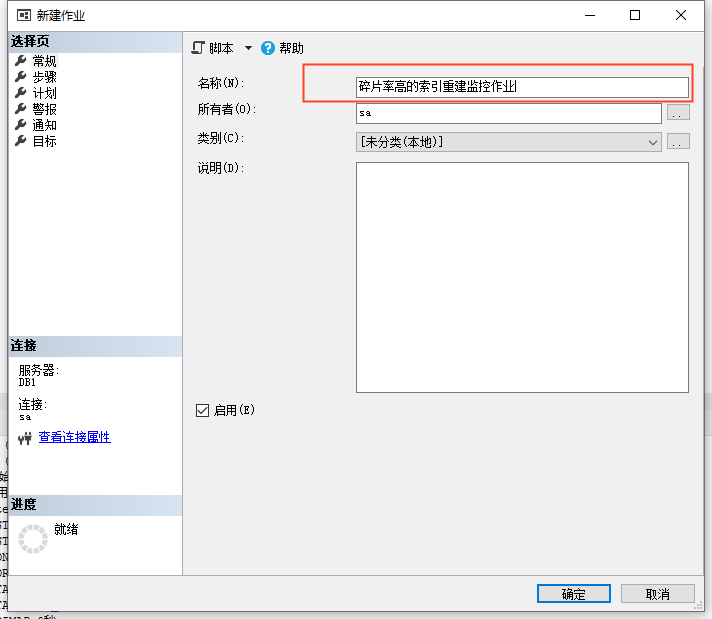 新建作业
选择页
常规
步骤
计划
警报
通知
目标
脚本 帮助
名称(N):
碎片率高的索引重建监控作业
所有者(O):
sa
..
类别(C):
[未分类(本地)]
..
说明(D):
启用(E)
连接
服务器:
DB1
连接:
sa
查看连接属性
进度
就绪
确定
取消